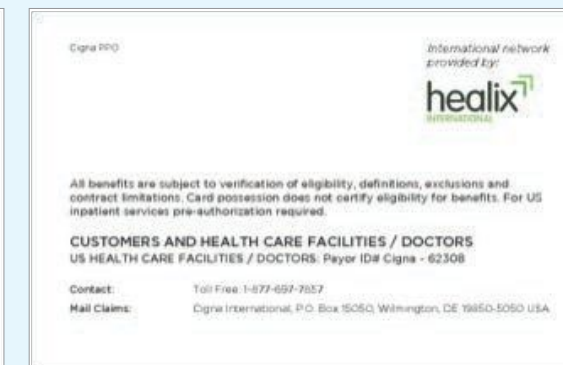 Cigna PPO
International network
provided by:
healix
INTERNATIONAL
All benefits are subject to verification of eligibility, definitions, exclusions and
contract limitations. Card possession does not certify eligibility for benefits. For US
inpatient services pre-authorization required.
CUSTOMERS AND HEALTH CARE FACILITIES / DOCTORS
US HEALTH CARE FACILITIES / DOCTORS: Payor ID# Cigna - 62308
Contact: Toll Free: 1-877-657-7657
Mail Claims: Cigna International, P.O. Box 15050, Wilmington, DE 19850-5050 USA